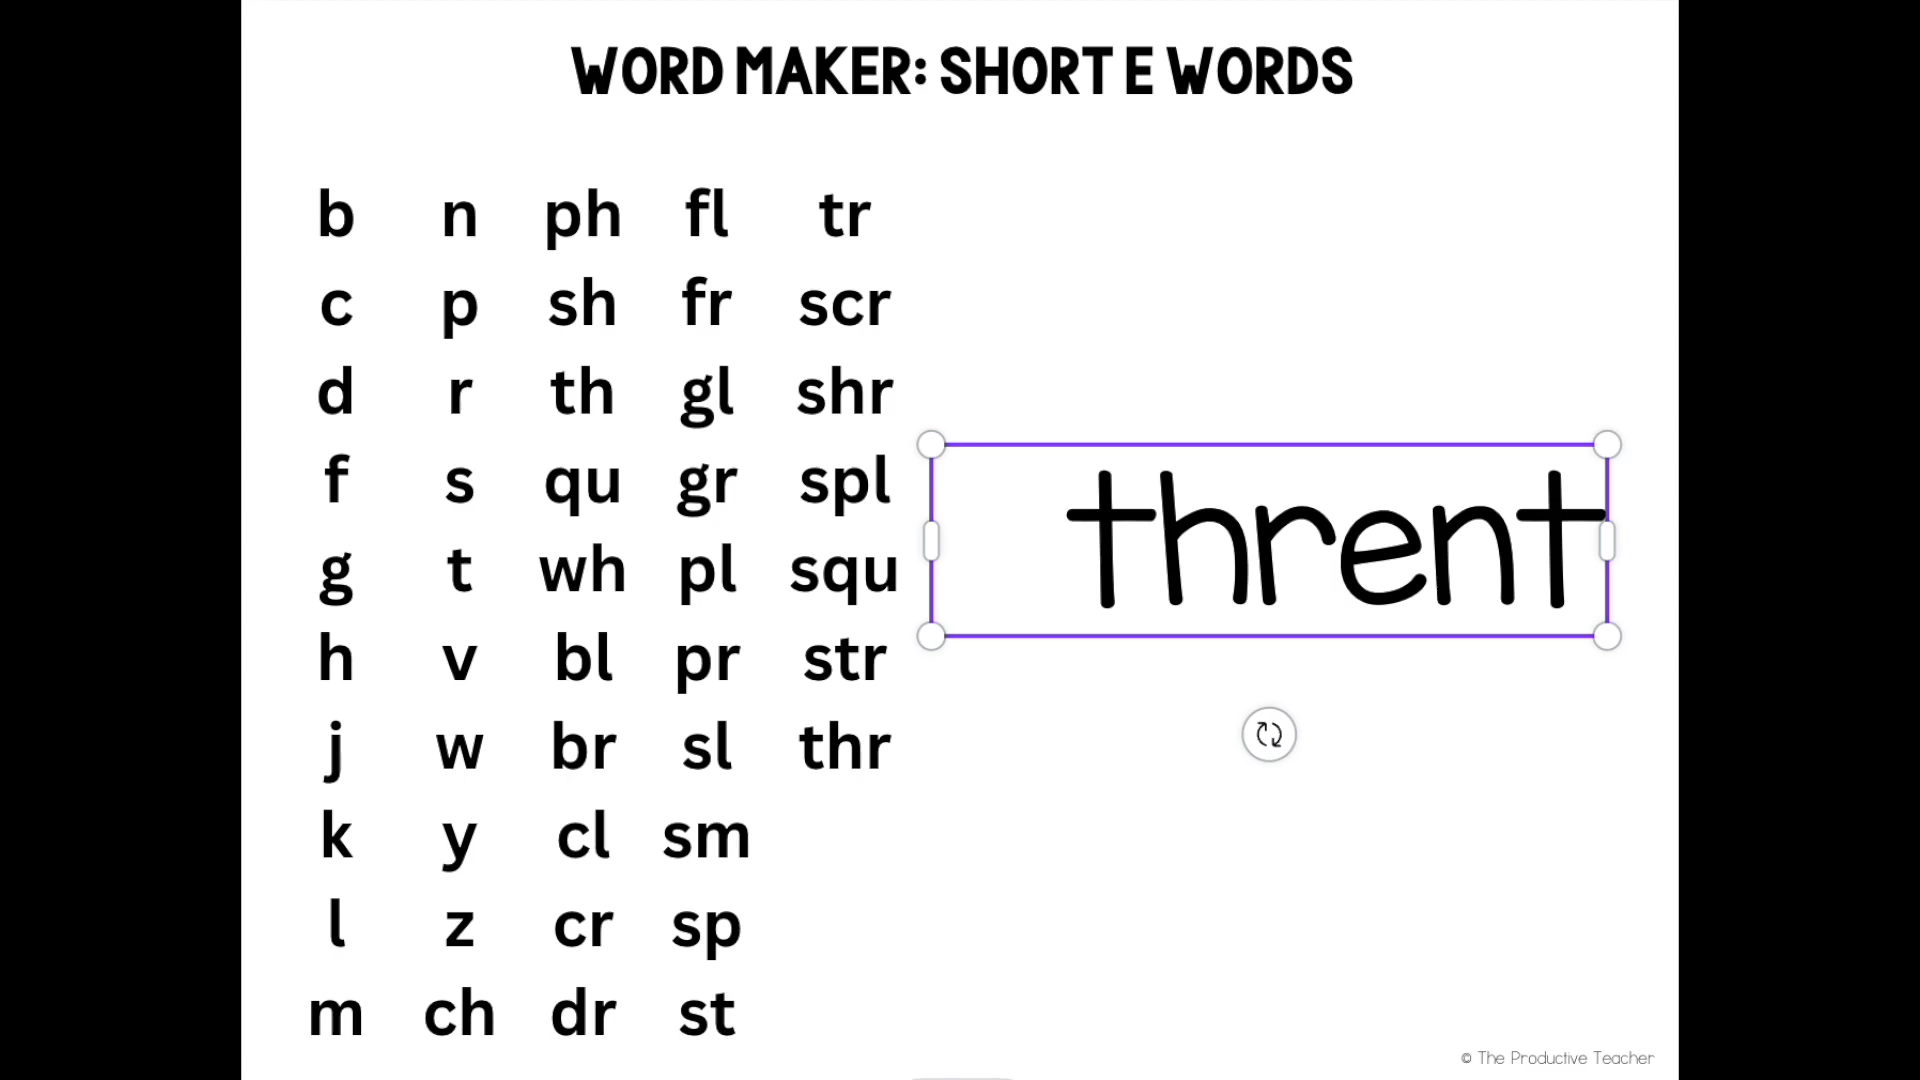 WORD MAKER: SHORT E WORDS
b n ph fl tr
c p sh fr scr
d r th gl shr
f s qu gr spl
g t wh pl squ
h v bl pr str
j w br sl thr
k y cl sm
l z cr sp
m ch dr st
thrent
© The Productive Teacher